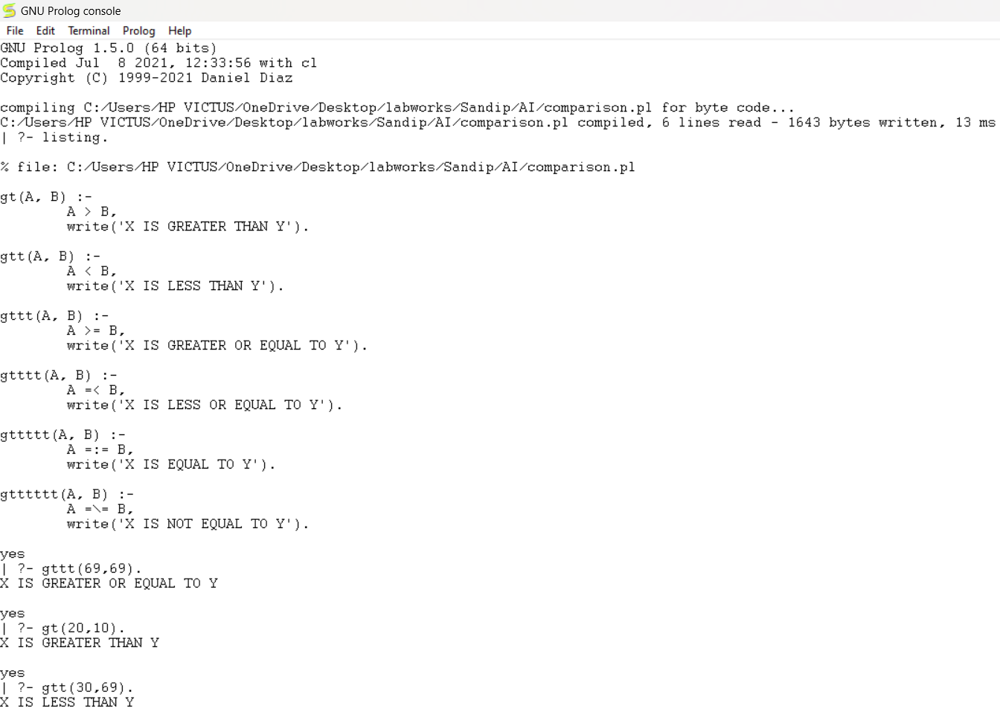 GNU Prolog console
File Edit Terminal Prolog Help
GNU Prolog 1.5.0 (64 bits)
Compiled Jul  8 2021, 12:33:56 with cl
Copyright (C) 1999-2021 Daniel Diaz

compiling C:/Users/HP VICTUS/OneDrive/Desktop/labworks/Sandip/AI/comparison.pl for byte code...
C:/Users/HP VICTUS/OneDrive/Desktop/labworks/Sandip/AI/comparison.pl compiled, 6 lines read - 1643 bytes written, 13 ms
| ?- listing.

% file: C:/Users/HP VICTUS/OneDrive/Desktop/labworks/Sandip/AI/comparison.pl

gt(A, B) :-
        A > B,
        write('X IS GREATER THAN Y').

gtt(A, B) :-
        A < B,
        write('X IS LESS THAN Y').

gttt(A, B) :-
        A >= B,
        write('X IS GREATER OR EQUAL TO Y').

gtttt(A, B) :-
        A =< B,
        write('X IS LESS OR EQUAL TO Y').

gttttt(A, B) :-
        A =:= B,
        write('X IS EQUAL TO Y').

gtttttt(A, B) :-
        A =\= B,
        write('X IS NOT EQUAL TO Y').

yes
| ?- gttt(69,69).
X IS GREATER OR EQUAL TO Y

yes
| ?- gt(20,10).
X IS GREATER THAN Y

yes
| ?- gtt(30,69).
X IS LESS THAN Y